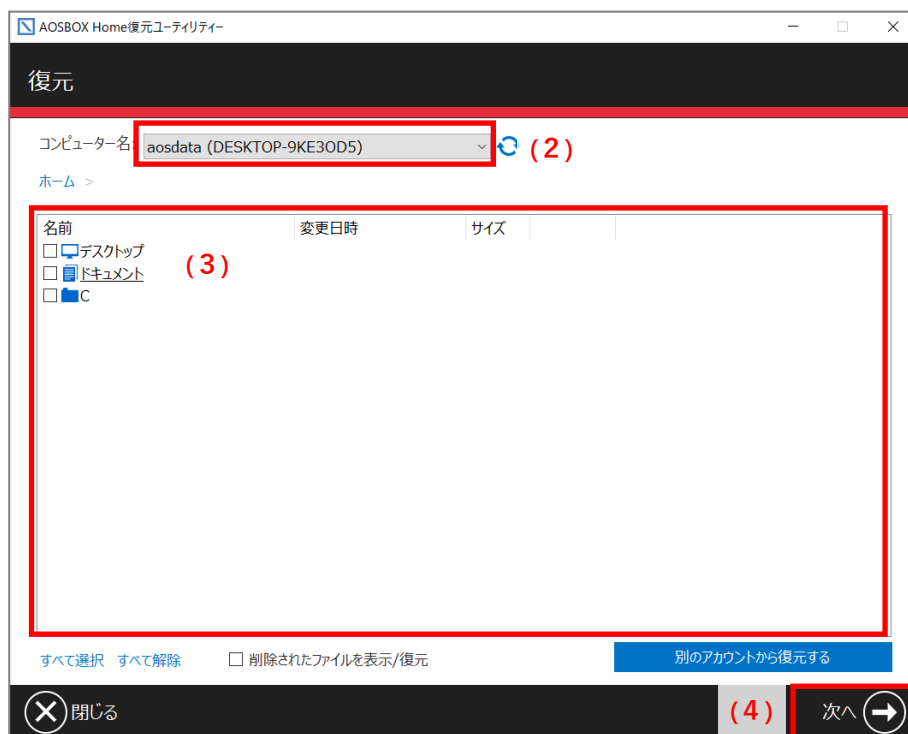 AOSBOX Home復元ユーティリティー
復元
コンピューター名: aosdata (DESKTOP-9KE3OD5) (2)
ホーム >
名前 変更日時 サイズ
デスクトップ
ドキュメント (3)
C
すべて選択 すべて解除 削除されたファイルを表示/復元 別のアカウントから復元する
閉じる (4) 次へ